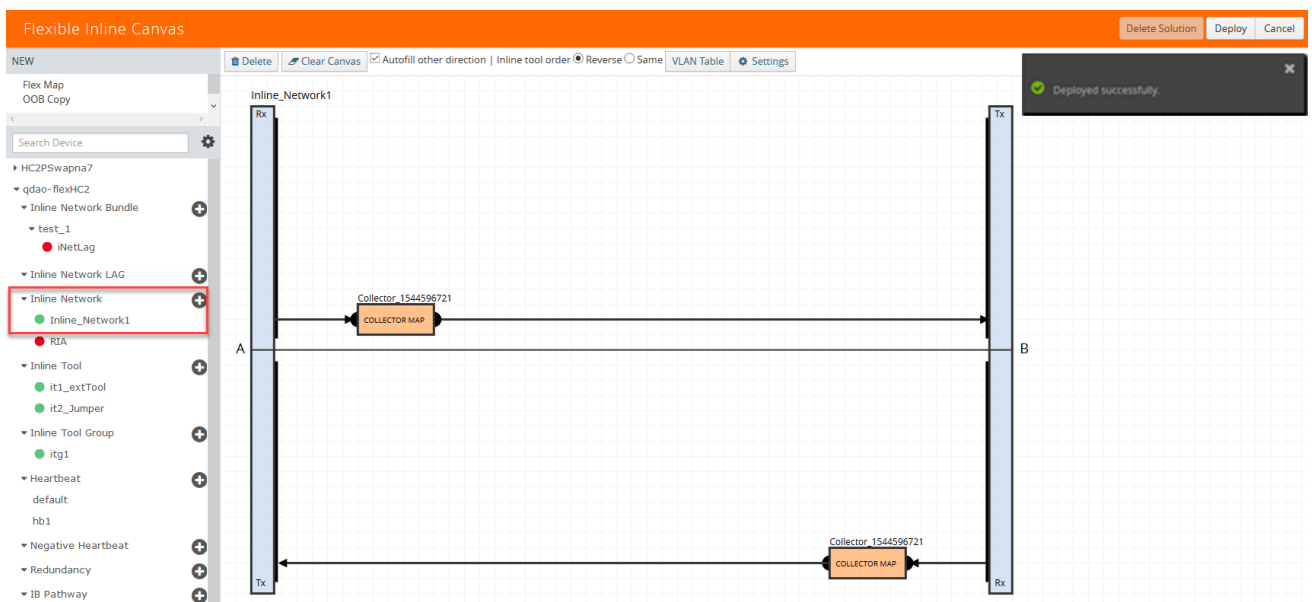 Flexible Inline Canvas
Delete Solution Deploy Cancel
NEW
Delete Clear Canvas Autofill other direction | Inline tool order Reverse Same VLAN Table Settings
Flex Map
OOB Copy
Deployed successfully.
Search Device
HC2PSwapna7
qdao-flexHC2
Inline Network Bundle
test_1
iNetLag
Inline Network LAG
Inline Network
Inline_Network1
RIA
Inline Tool
it1_extTool
it2_Jumper
Inline Tool Group
itg1
Heartbeat
default
hb1
Negative Heartbeat
Redundancy
IB Pathway
Inline_Network1
Rx
Tx
Collector_1544596721
COLLECTOR MAP
A
B
Collector_1544596721
COLLECTOR MAP
Tx
Rx